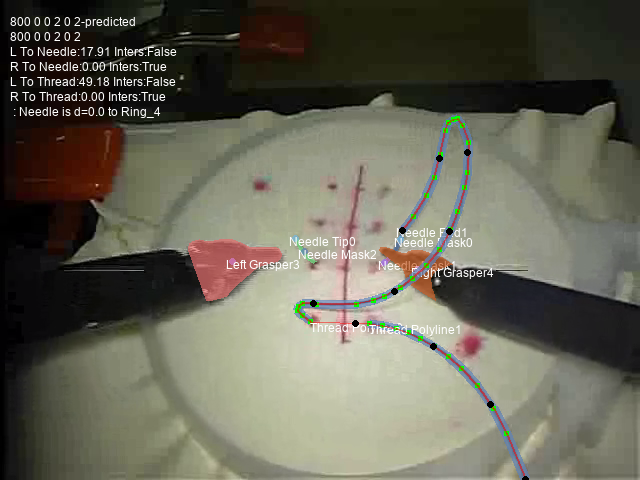 800 0 0 2 0 2-predicted
800 0 0 2 0 2
L To Needle:17.91 Inters:False
R To Needle:0.00 Inters:True
L To Thread:49.18 Inters:False
R To Thread:0.00 Inters:True
: Needle is d=0.0 to Ring_4
Needle End1
Needle Tip0
Needle Mask0
Needle Mask2
Left Grasper3
Needle
Right Grasper4
Thread
Thread Polyline1